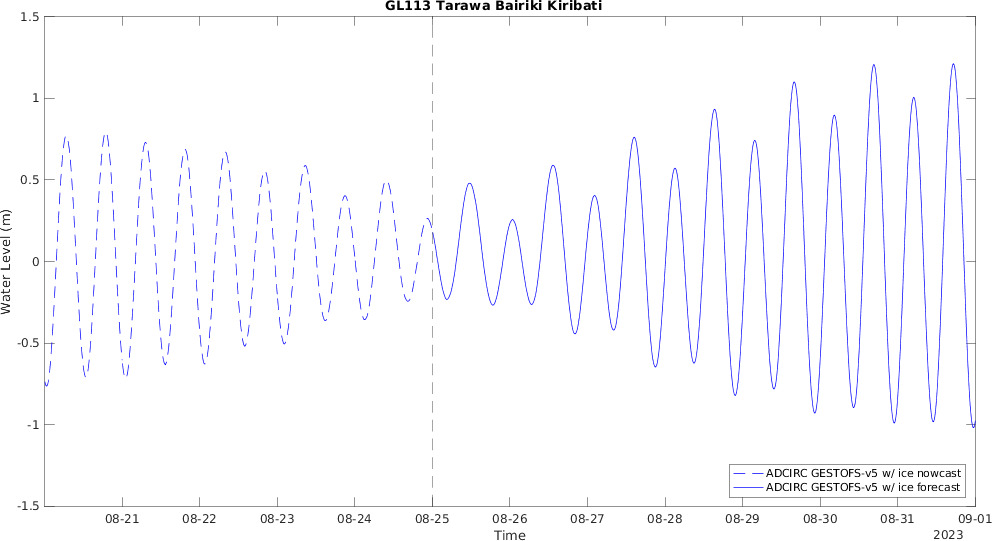 GL113 Tarawa Bairiki Kiribati
1.5
1
0.5
0
-0.5
-1
-1.5
Water Level (m)
ADCIRC GESTOFS-v5 w/ ice nowcast
ADCIRC GESTOFS-v5 w/ ice forecast
08-21 08-22 08-23 08-24 08-25 08-26 08-27 08-28 08-29 08-30 08-31 09-01
Time
2023